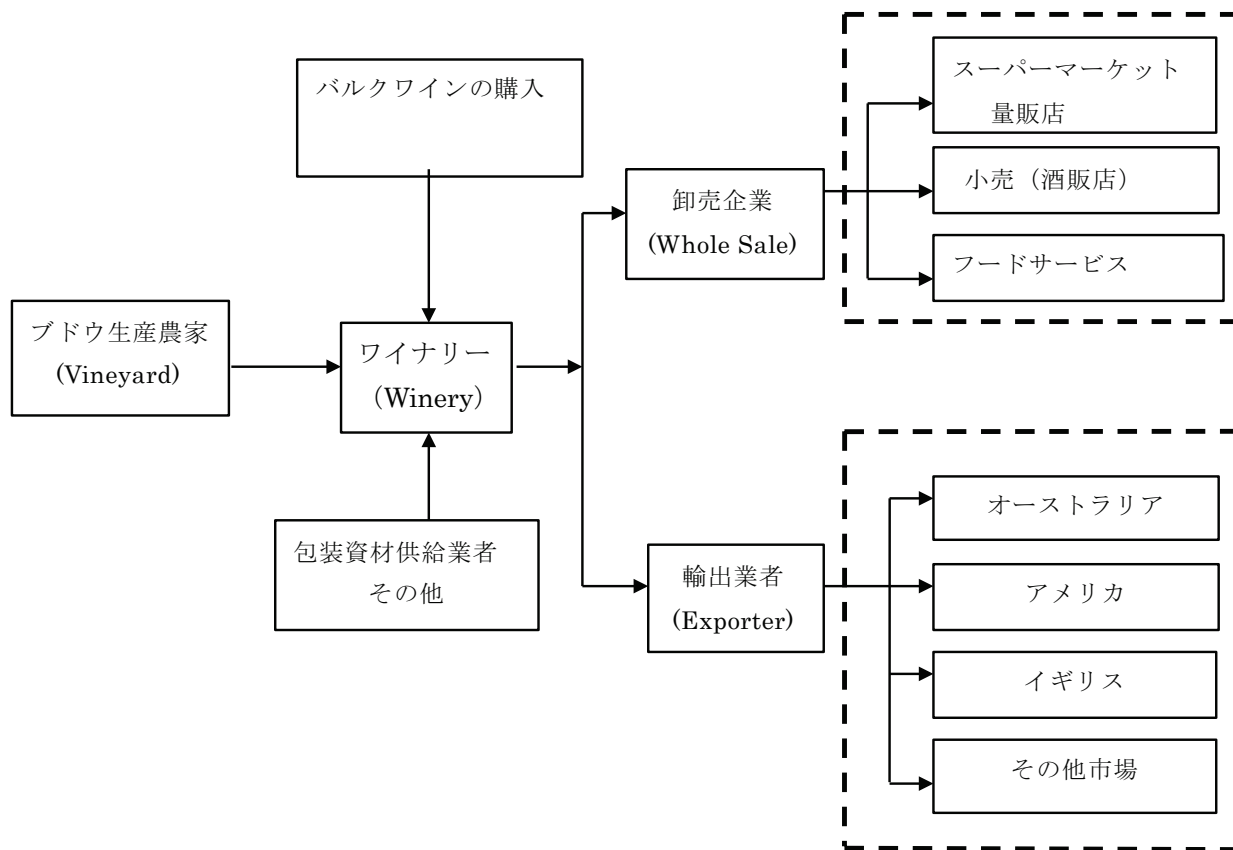 バルクワインの購入
スーパーマーケット
量販店
小売（酒販店）
フードサービス
卸売企業
(Whole Sale)
ブドウ生産農家
(Vineyard)
ワイナリー
（Winery）
包装資材供給業者
その他
輸出業者
(Exporter)
オーストラリア
アメリカ
イギリス
その他市場